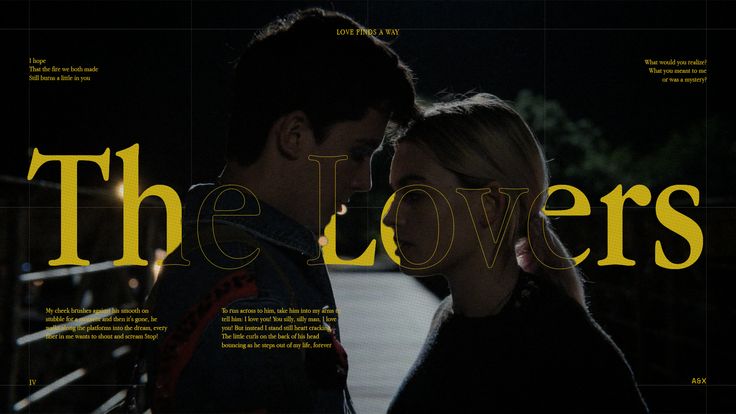 LOVE FINDS A WAY
I hope
That the fire we both made
Still burns a little in you
What would you realize?
What you meant to me
or was a mystery?
The Lovers
My cheek brushes against his smooth on
stubble for a moment and then it's gone, he
walks along the platforms into the dream, every
fiber in me wants to shout and scream Stop!
To run across to him, take him into my arms
tell him: I love you! You silly, silly man, I love
you! But instead I stand still heart cracking
The little curls on the back of his head
bouncing as he steps out of my life, forever
IV
A&X